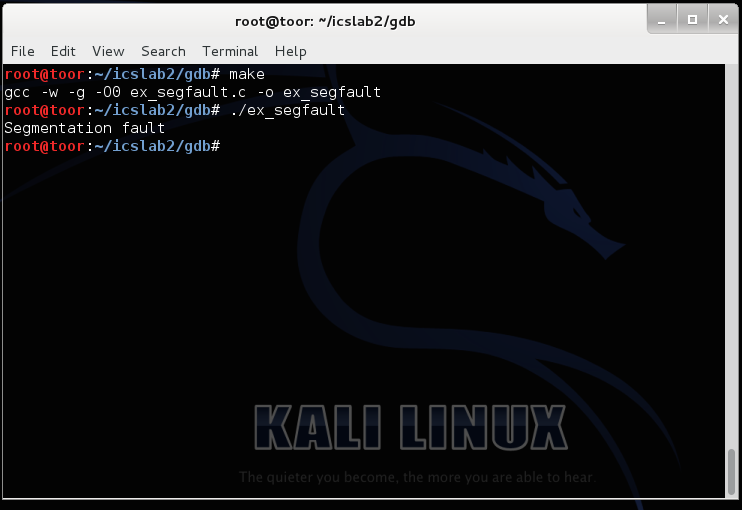 root@toor: ~/icslab2/gdb
File Edit View Search Terminal Help
root@toor:~/icslab2/gdb# make
gcc -w -g -O0 ex_segfault.c -o ex_segfault
root@toor:~/icslab2/gdb# ./ex_segfault
Segmentation fault
root@toor:~/icslab2/gdb#
KALI LINUX
The quieter you become, the more you are able to hear.